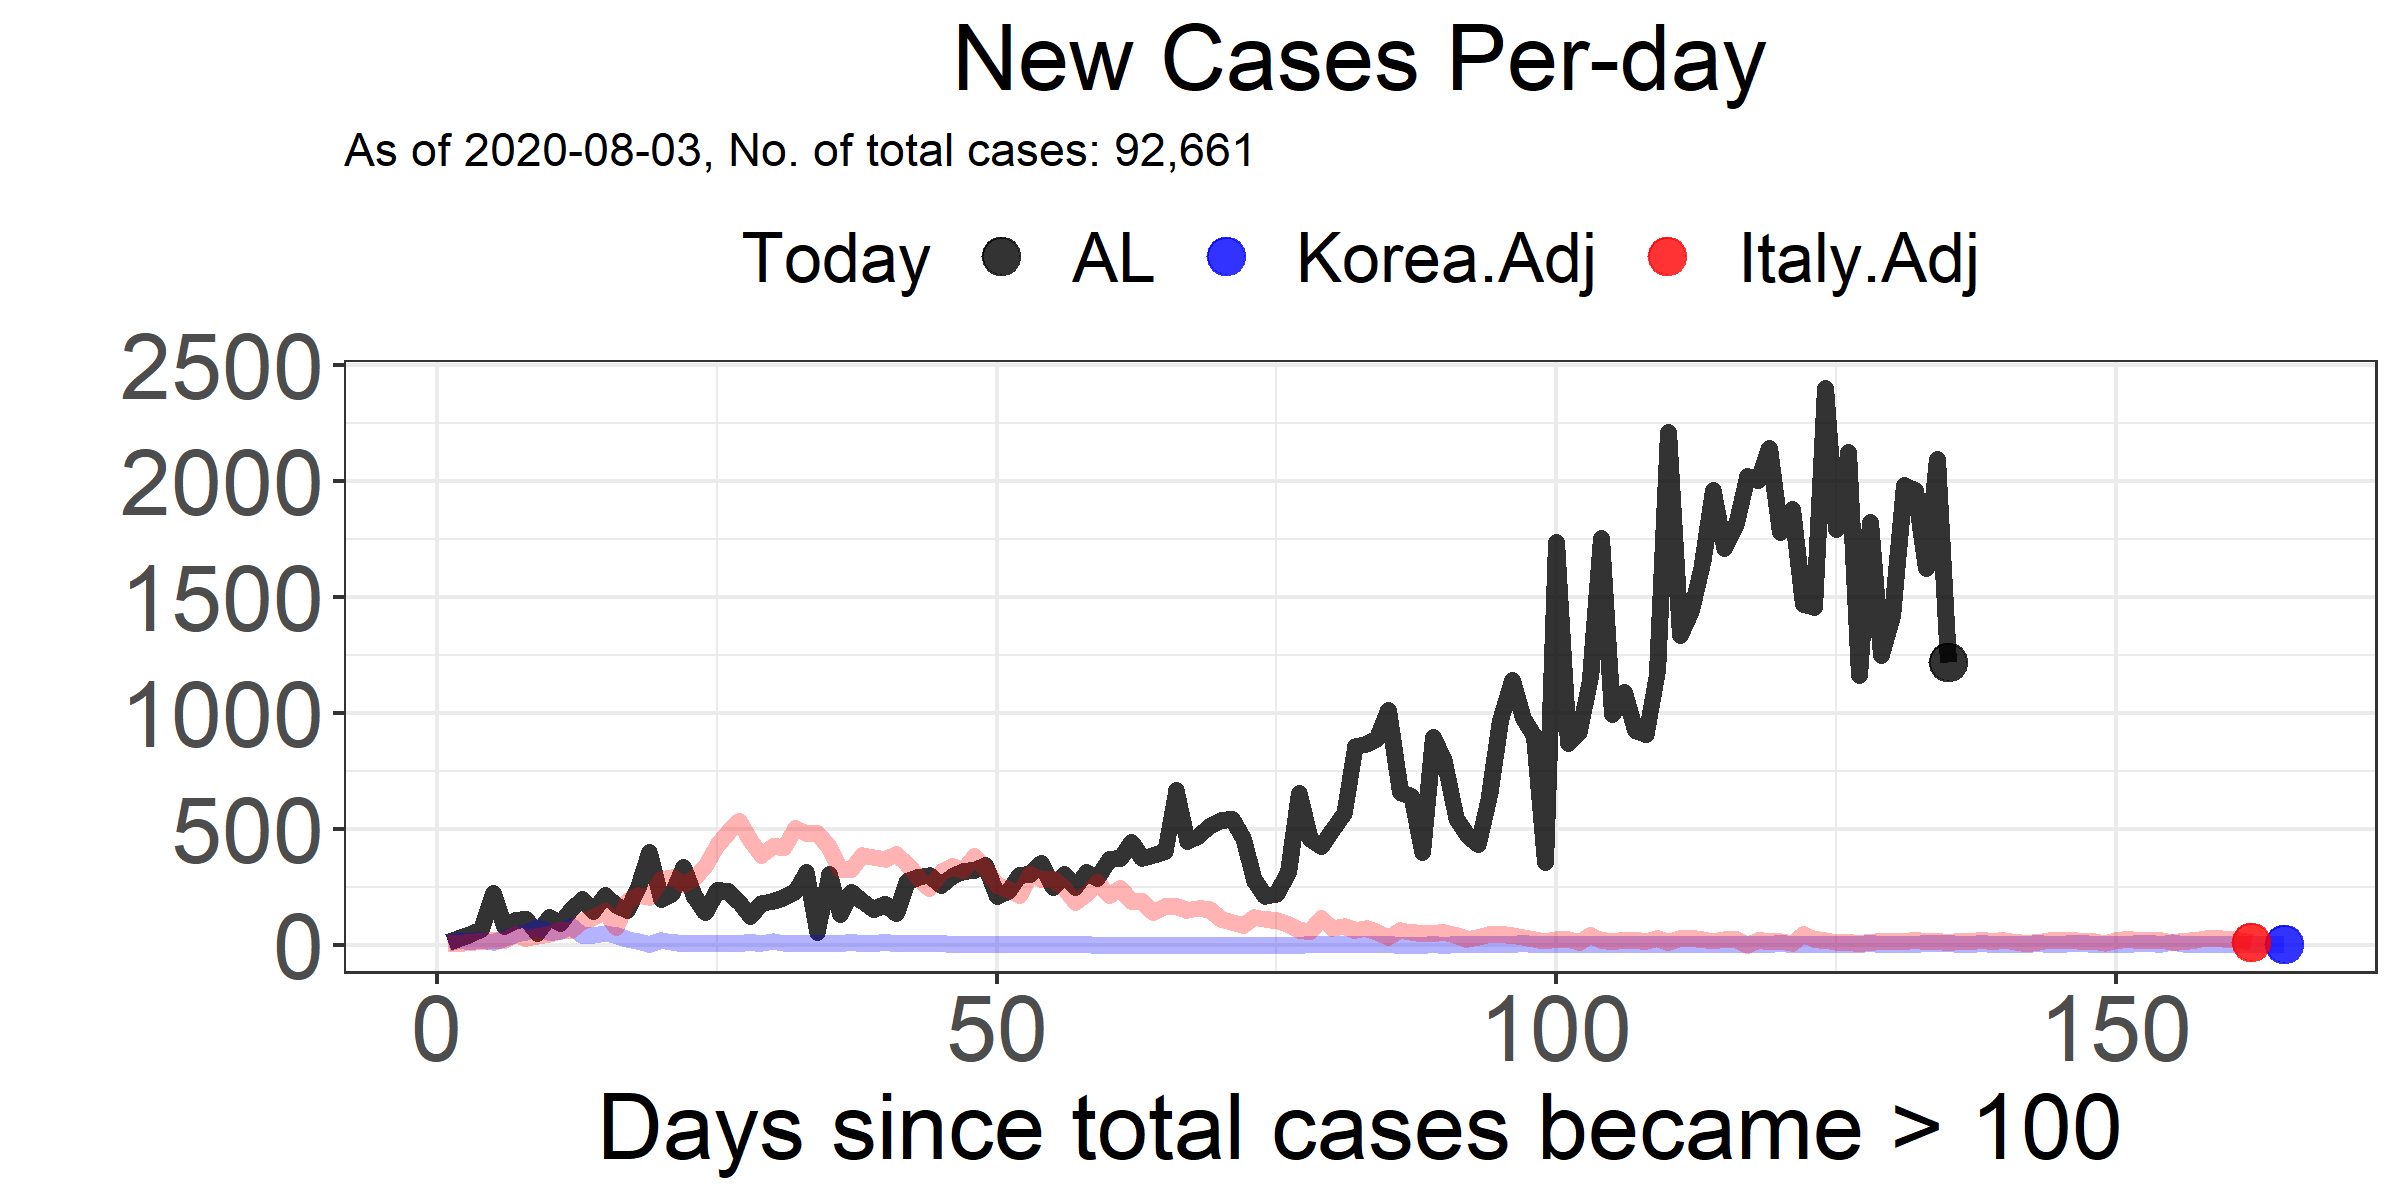 New Cases Per-day
As of 2020-08-03, No. of total cases: 92,661
Today AL Korea.Adj Italy.Adj
2500
2000
1500
1000
500
0
0 50 100 150
Days since total cases became > 100